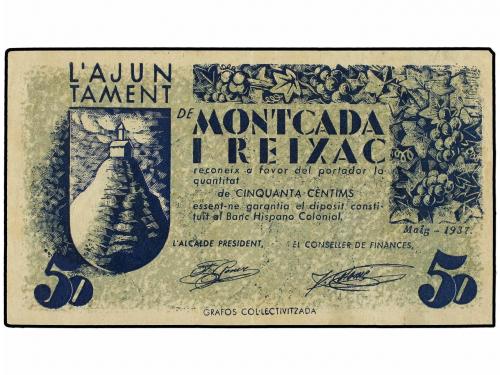 L'AJUN
TAMENT
DE MONTCADA
I REIXAC
reconeix a favor del portador la
quantitat
de CINQUANTA CÈNTIMS
essent-ne garantia el diposit consti-
tuït al Banc Hispano Colonial.
Maig - 1937.
L'ALCALDE PRESIDENT, EL CONSELLER DE FINANCES,
50 50
GRAFOS COL·LECTIVITZADA